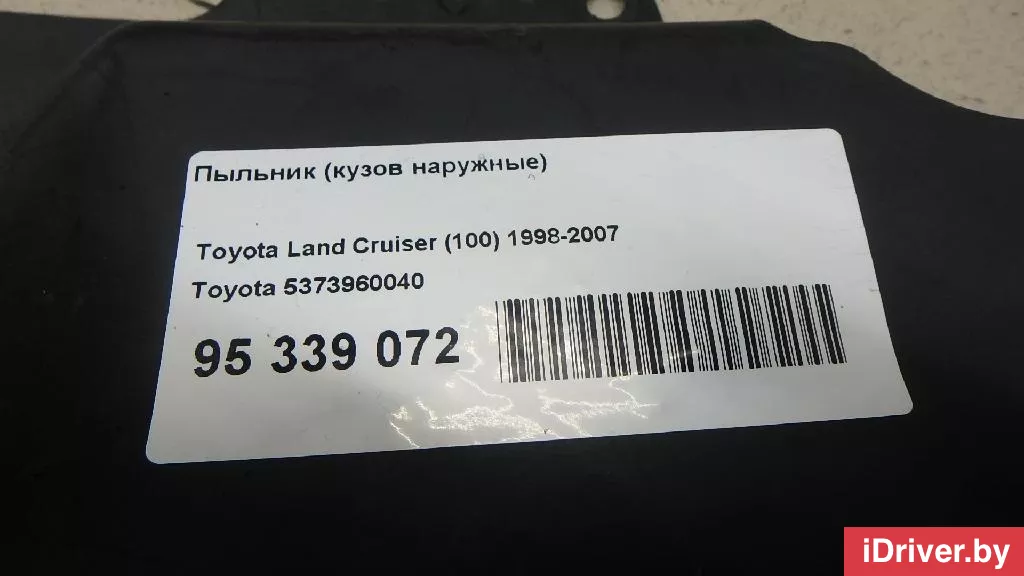 Пыльник (кузов наружные)
Toyota Land Cruiser (100) 1998-2007
Toyota 5373960040
95 339 072
iDriver.by